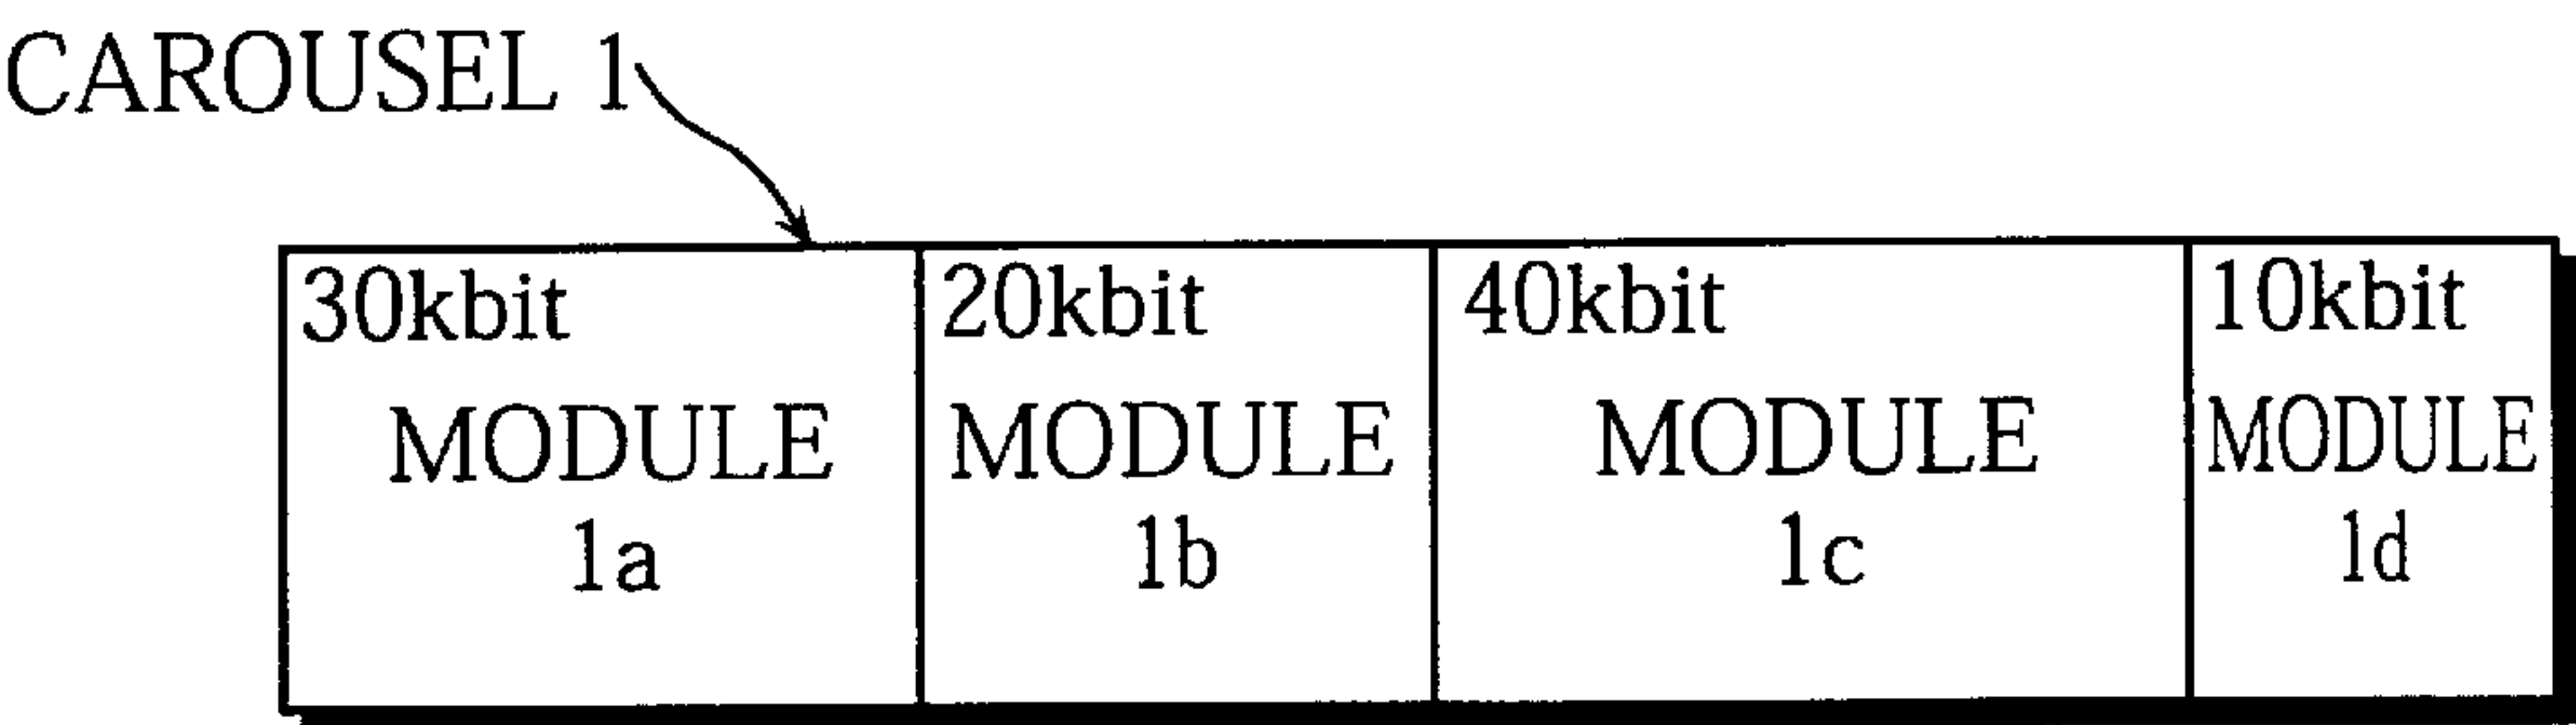 CAROUSEL 1
30kbit
MODULE
1a
20kbit
MODULE
1b
40kbit
MODULE
1c
10kbit
MODULE
1d